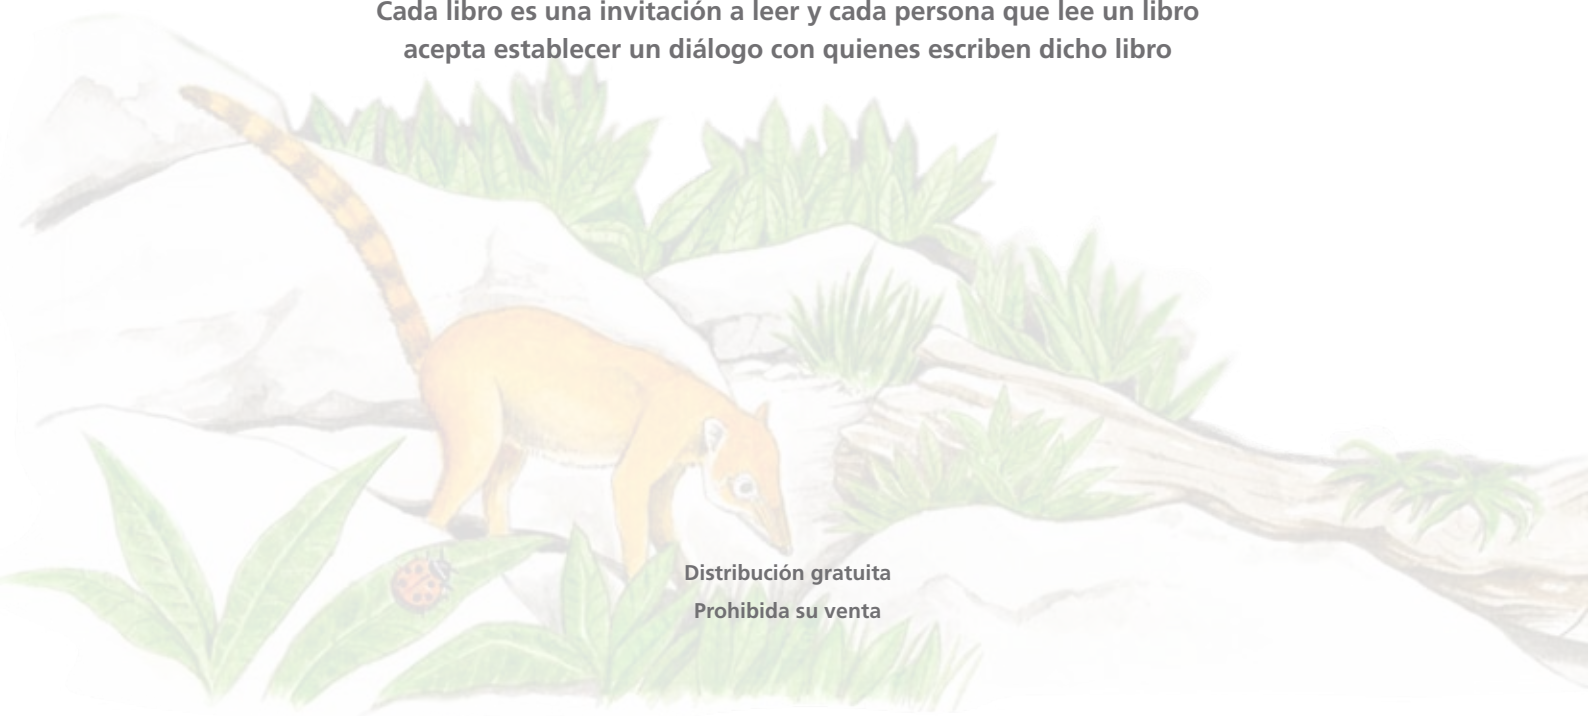 Cada libro es una invitación a leer y cada persona que lee un libro
acepta establecer un diálogo con quienes escriben dicho libro
Distribución gratuita
Prohibida su venta